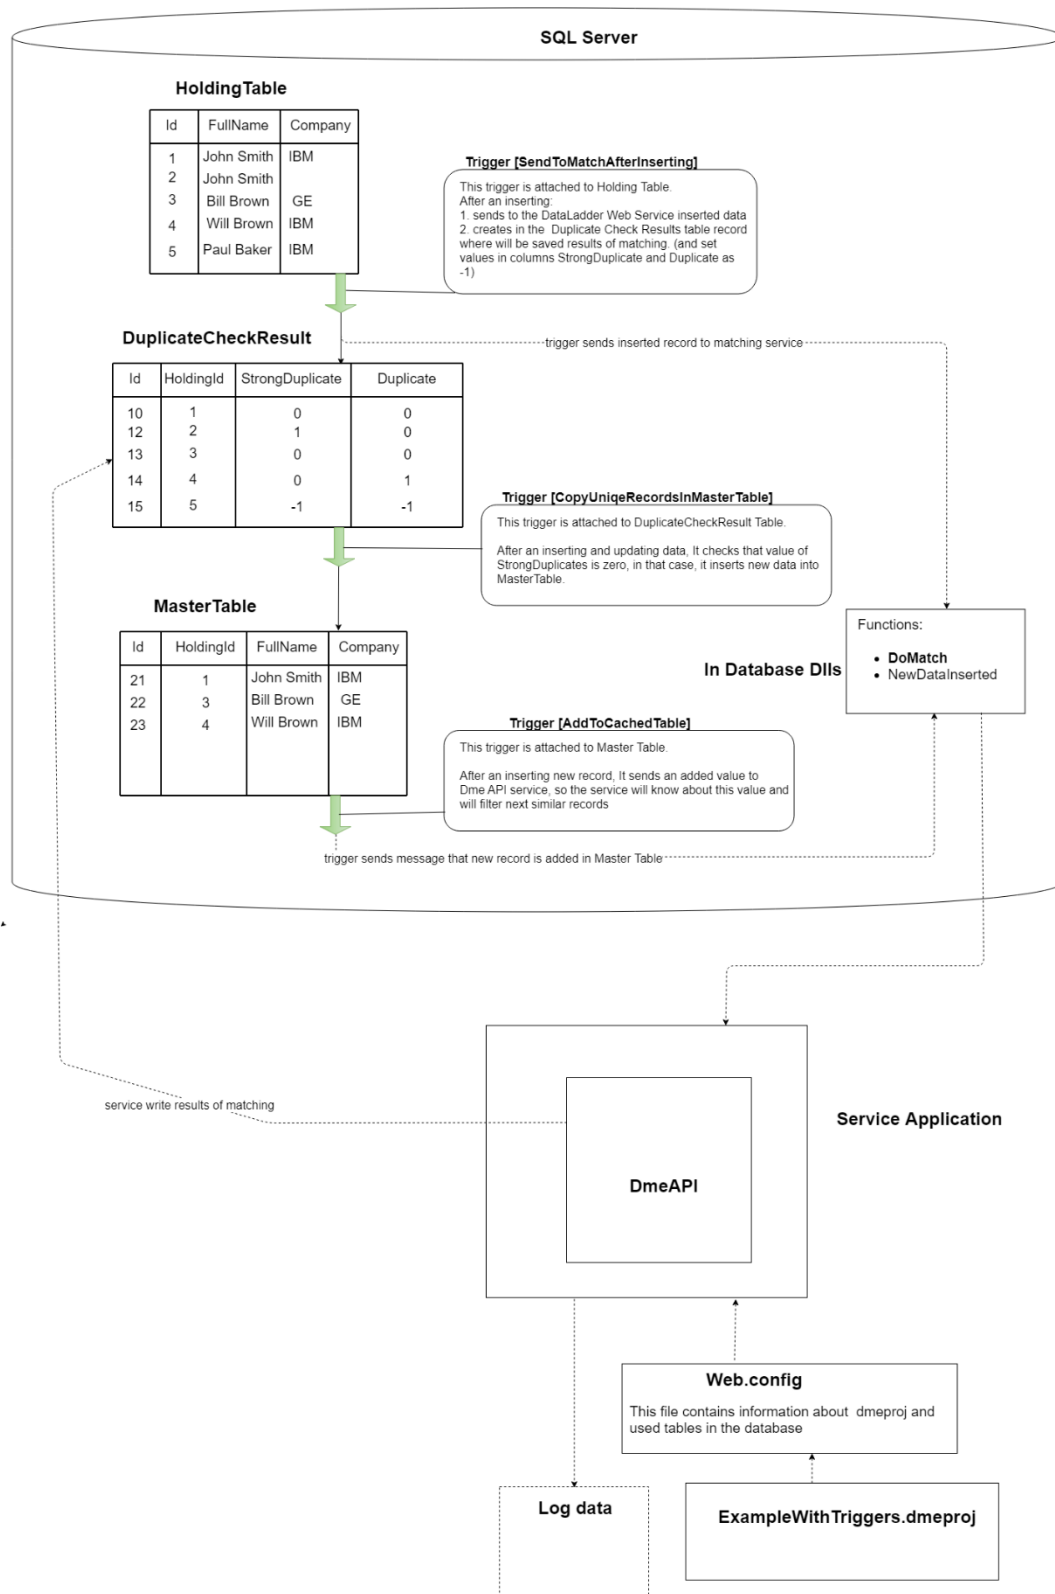 SQL Server
HoldingTable
Id FullName Company
1 John Smith IBM
2 John Smith
3 Bill Brown GE
4 Will Brown IBM
5 Paul Baker IBM
Trigger [SendToMatchAfterInserting]
This trigger is attached to Holding Table.
After an inserting:
1. sends to the DataLadder Web Service inserted data
2. creates in the Duplicate Check Results table record
where will be saved results of matching. (and set
values in columns StrongDuplicate and Duplicate as
-1)
DuplicateCheckResult
trigger sends inserted record to matching service
Id HoldingId StrongDuplicate Duplicate
10 1 0 0
12 2 1 0
13 3 0 0
14 4 0 1
15 5 -1 -1
Trigger [CopyUniqeRecordsInMasterTable]
This trigger is attached to DuplicateCheckResult Table.
After an inserting and updating data, It checks that value of
StrongDuplicates is zero, in that case, it inserts new data into
MasterTable.
MasterTable
Id HoldingId FullName Company
21 1 John Smith IBM
22 3 Bill Brown GE
23 4 Will Brown IBM
In Database Dlls
Functions:
• DoMatch
• NewDataInserted
Trigger [AddToCachedTable]
This trigger is attached to Master Table.
After an inserting new record, It sends an added value to
Dme API service, so the service will know about this value and
will filter next similar records
trigger sends message that new record is added in Master Table
service write results of matching
Service Application
DmeAPI
Web.config
This file contains information about dmeproj and
used tables in the database
Log data
ExampleWithTriggers.dmeproj